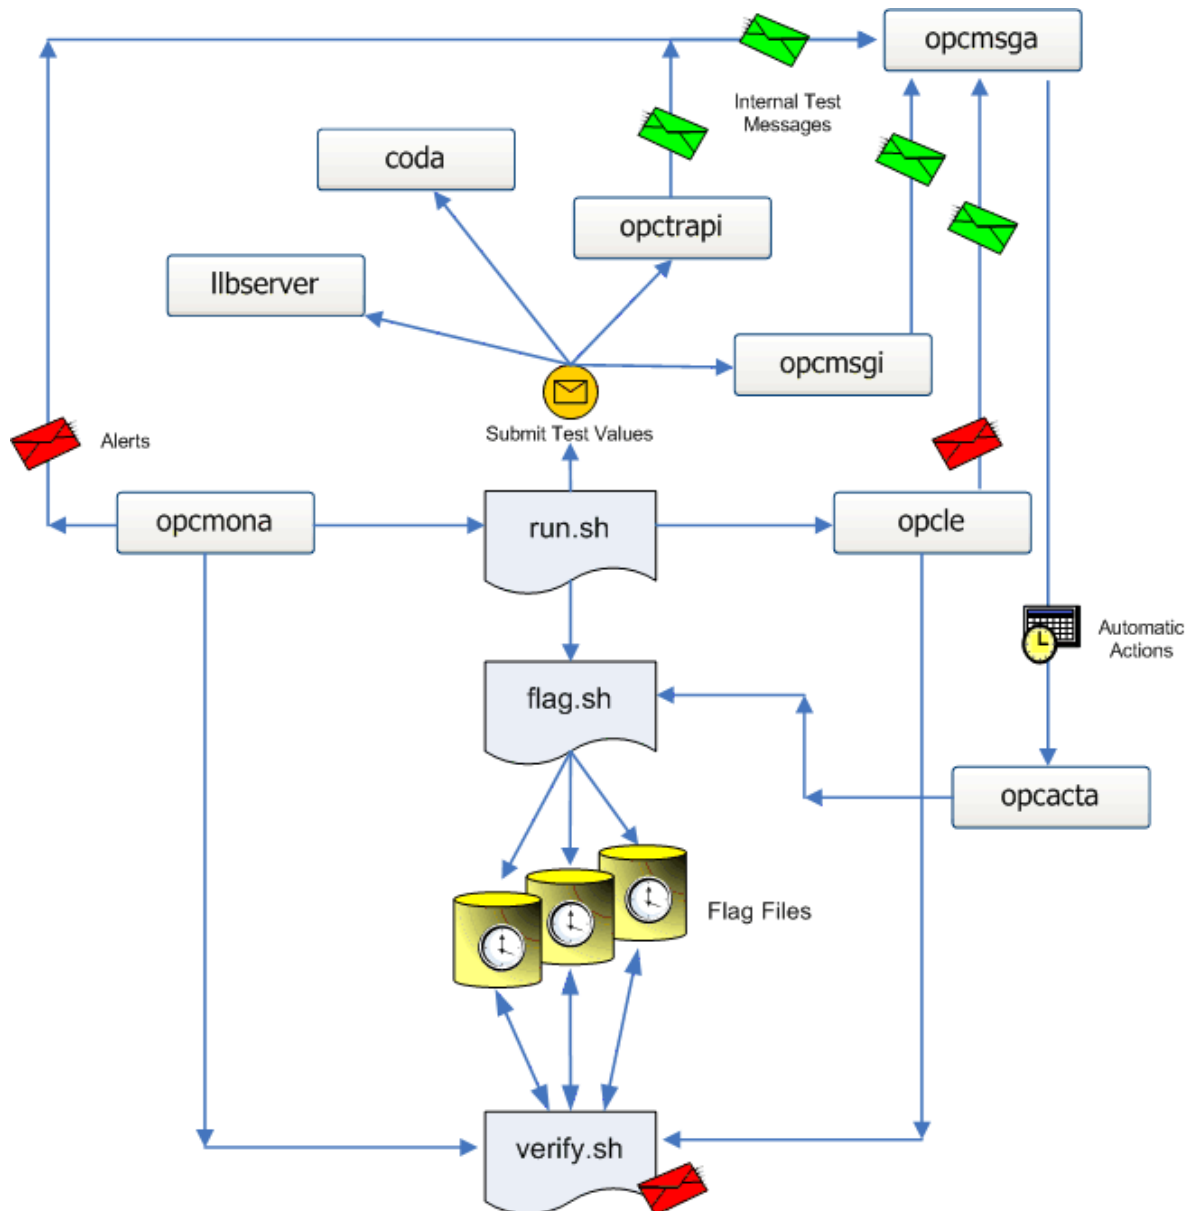 opcmsga
Internal Test
Messages
coda
opctrapi
llbserver
opcmsgi
Submit Test Values
Alerts
opcmona
run.sh
opcle
Automatic
Actions
flag.sh
opcacta
Flag Files
verify.sh